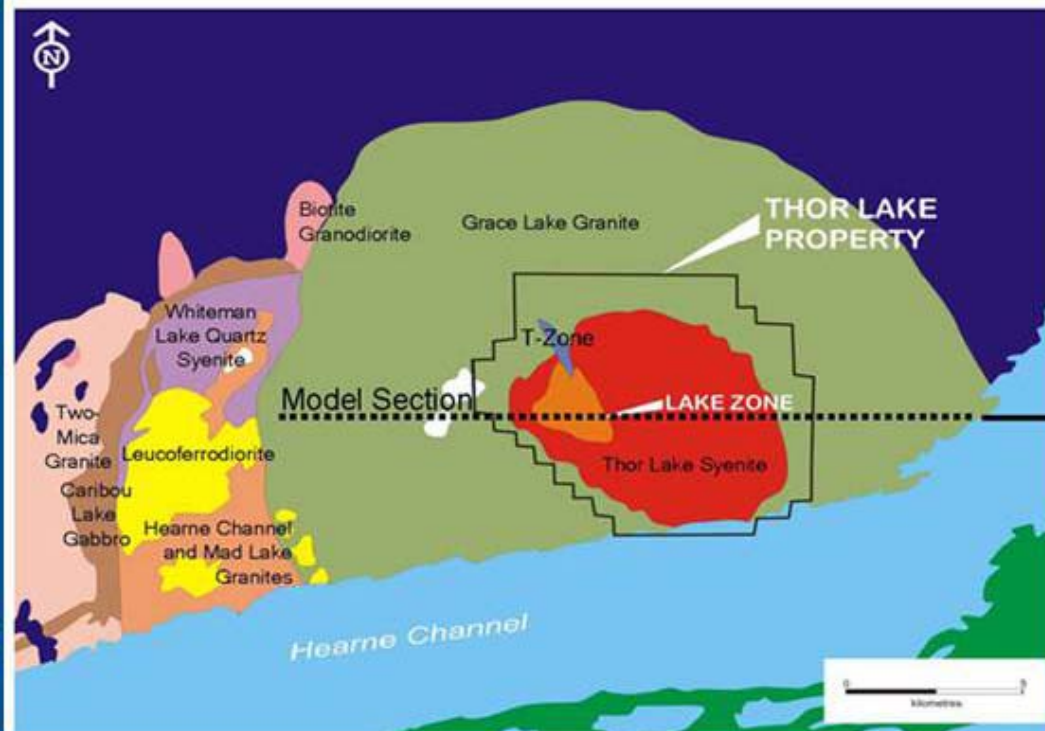 N
Biotite
Granodiorite
Grace Lake Granite
THOR LAKE
PROPERTY
Whiteman
Lake Quartz
Syenite
T-Zone
Model Section
LAKE ZONE
Two-
Mica
Granite
Leucoferrodiorite
Thor Lake Syenite
Caribou
Lake
Gabbro
Hearne Channel
and Mad Lake
Granites
Hearne Channel
0
kilometres